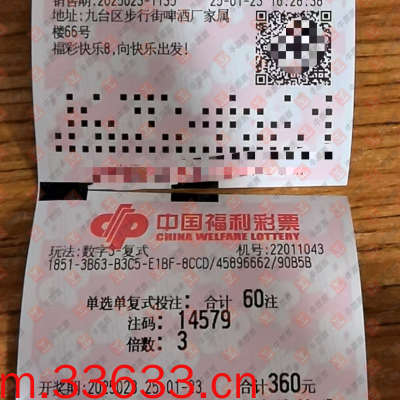 销售期:2025023-1135 25-01-23 16:26:36
地址:九台区步行街啤酒厂家属
楼66号
福彩快乐8,向快乐出发!
中国福利彩票
CHINA WELFARE LOTTERY
玩法:数字3-复式 机号:22011043
1851-3B63-B3C5-E1BF-8CCD/45896662/90B5B
单选单复式投注: 合计 60注
注码: 14579
倍数: 3
开奖期:2025023 25-01-23 合计360元
m.33633.cn